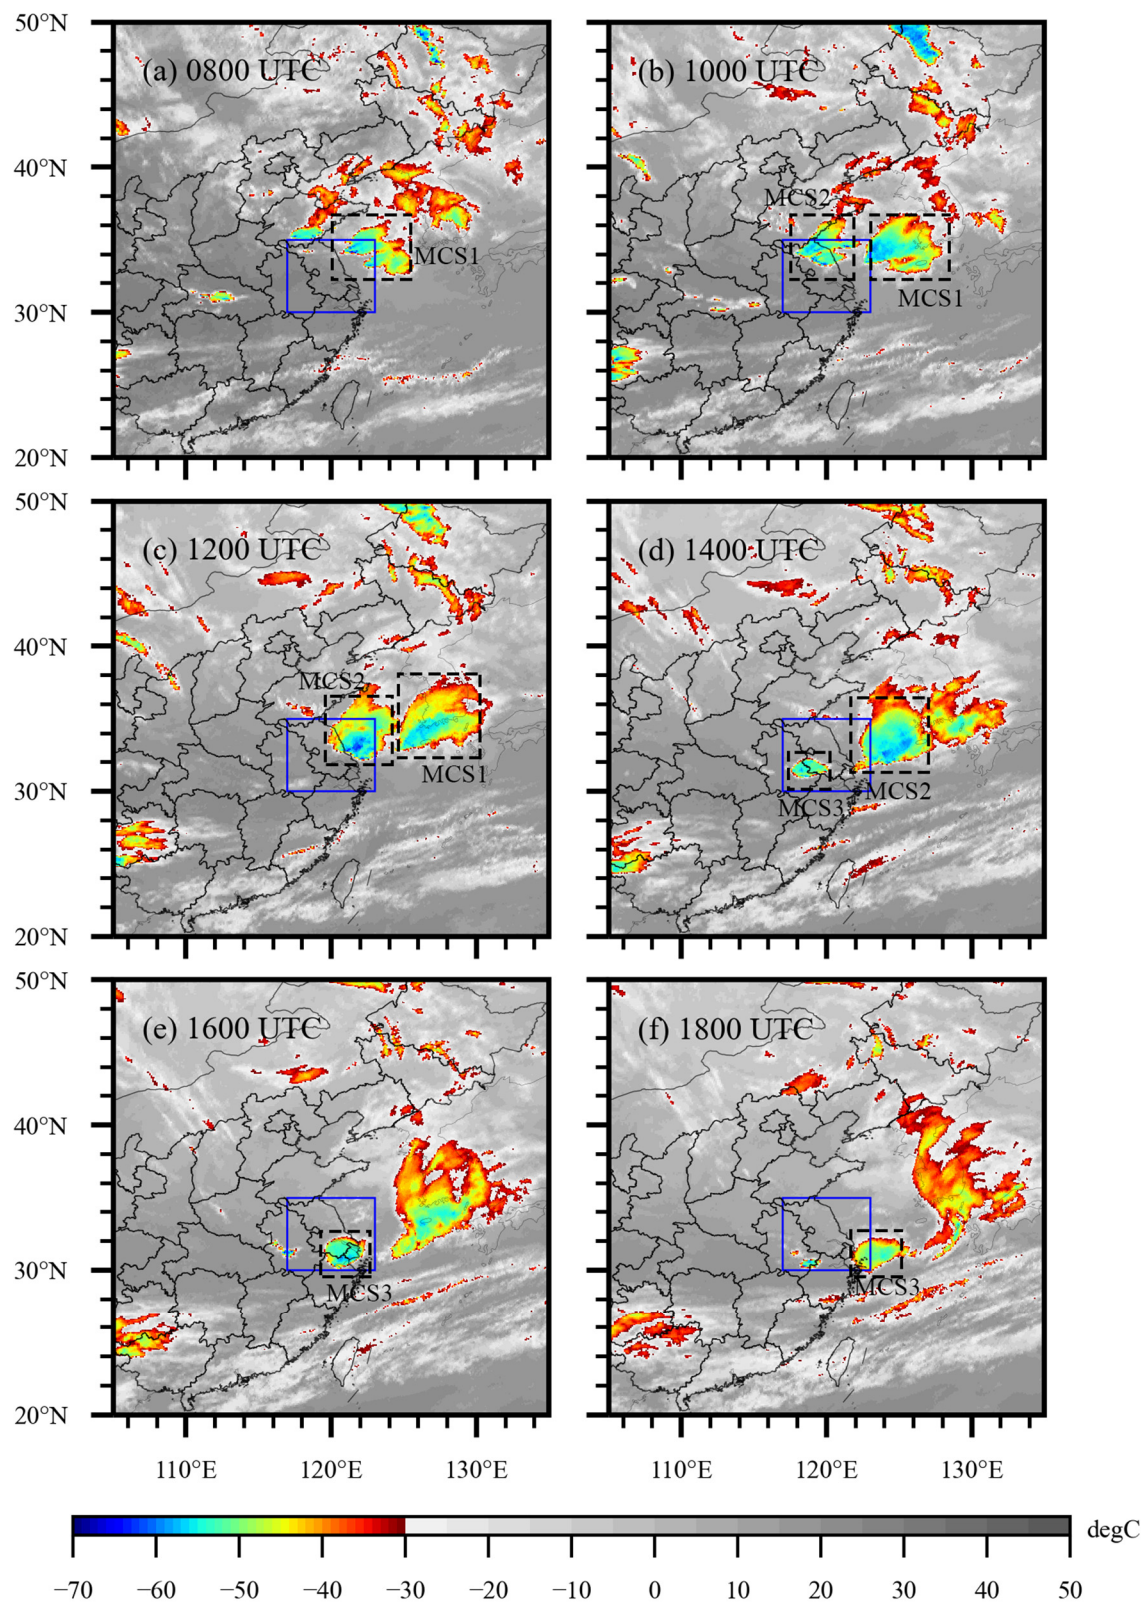 50°N
(a) 0800 UTC
(b) 1000 UTC
40°N
MCS2
MCS1
MCS1
30°N
20°N
50°N
(c) 1200 UTC
(d) 1400 UTC
40°N
MCS2
MCS1
MCS3
MCS2
30°N
20°N
50°N
(e) 1600 UTC
(f) 1800 UTC
40°N
30°N
MCS3
MCS3
20°N
110°E 120°E 130°E 110°E 120°E 130°E
degC
−70 −60 −50 −40 −30 −20 −10 0 10 20 30 40 50